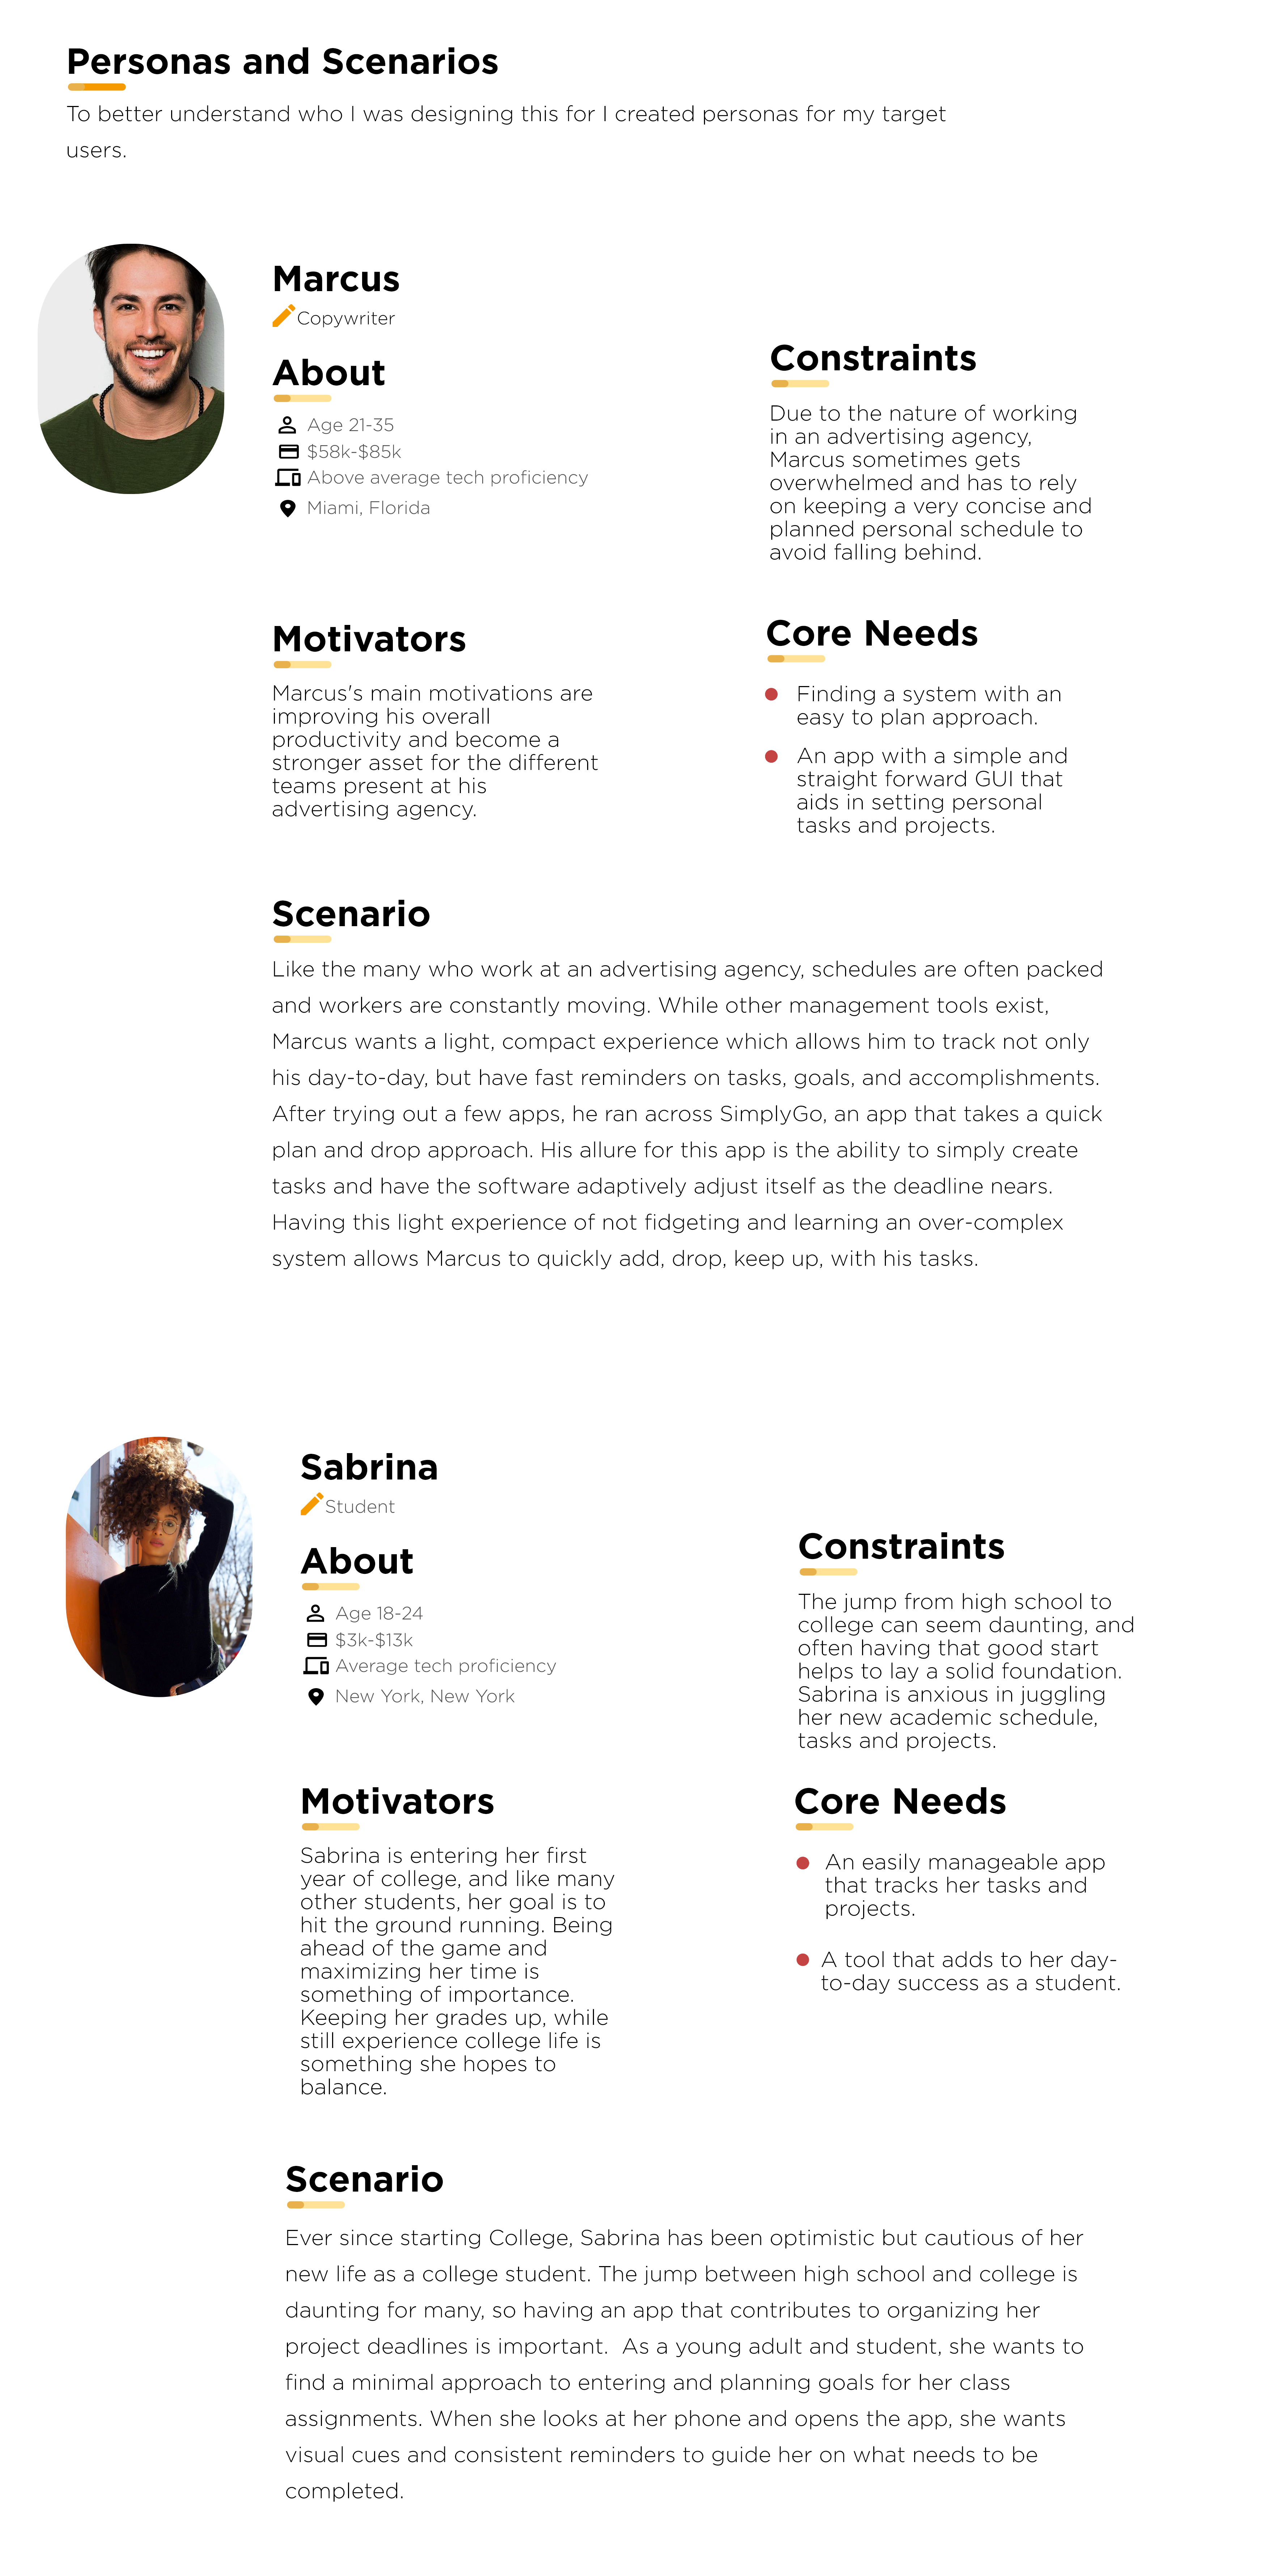 Personas and Scenarios
To better understand who I was designing this for I created personas for my target
users.
Marcus
Copywriter
About
Age 21-35
$58k-$85k
Above average tech proficiency
Miami, Florida
Constraints
Due to the nature of working
in an advertising agency,
Marcus sometimes gets
overwhelmed and has to rely
on keeping a very concise and
planned personal schedule to
avoid falling behind.
Motivators
Marcus's main motivations are
improving his overall
productivity and become a
stronger asset for the different
teams present at his
advertising agency.
Core Needs
Finding a system with an
easy to plan approach.
An app with a simple and
straight forward GUI that
aids in setting personal
tasks and projects.
Scenario
Like the many who work at an advertising agency, schedules are often packed
and workers are constantly moving. While other management tools exist,
Marcus wants a light, compact experience which allows him to track not only
his day-to-day, but have fast reminders on tasks, goals, and accomplishments.
After trying out a few apps, he ran across SimplyGo, an app that takes a quick
plan and drop approach. His allure for this app is the ability to simply create
tasks and have the software adaptively adjust itself as the deadline nears.
Having this light experience of not fidgeting and learning an over-complex
system allows Marcus to quickly add, drop, keep up, with his tasks.
Sabrina
Student
About
Age 18-24
$3k-$13k
Average tech proficiency
New York, New York
Constraints
The jump from high school to
college can seem daunting, and
often having that good start
helps to lay a solid foundation.
Sabrina is anxious in juggling
her new academic schedule,
tasks and projects.
Motivators
Sabrina is entering her first
year of college, and like many
other students, her goal is to
hit the ground running. Being
ahead of the game and
maximizing her time is
something of importance.
Keeping her grades up, while
still experience college life is
something she hopes to
balance.
Core Needs
An easily manageable app
that tracks her tasks and
projects.
A tool that adds to her day-
to-day success as a student.
Scenario
Ever since starting College, Sabrina has been optimistic but cautious of her
new life as a college student. The jump between high school and college is
daunting for many, so having an app that contributes to organizing her
project deadlines is important.  As a young adult and student, she wants to
find a minimal approach to entering and planning goals for her class
assignments. When she looks at her phone and opens the app, she wants
visual cues and consistent reminders to guide her on what needs to be
completed.